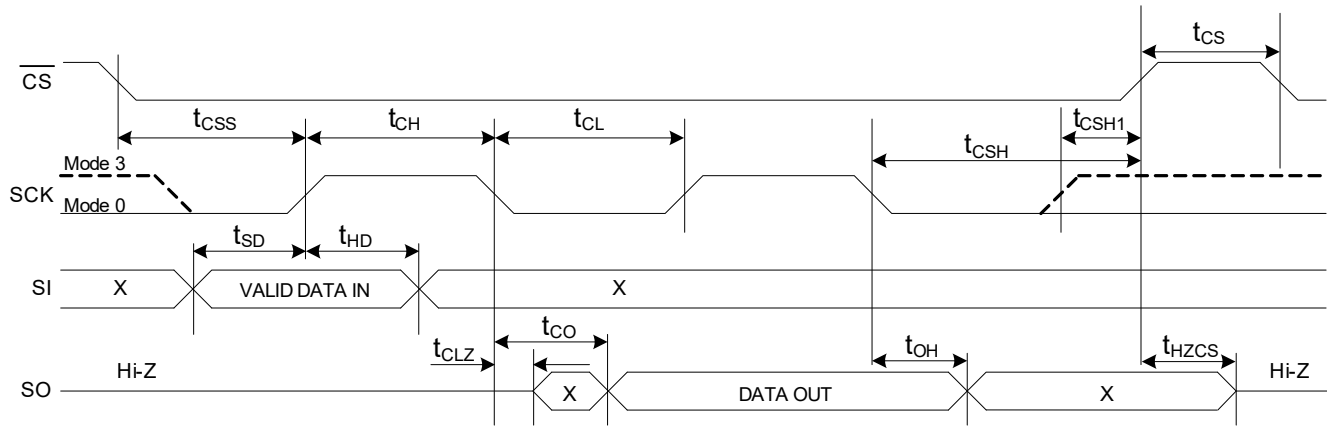 tCS
CS
tCSS
tCH
tCL
tCSH1
tCSH
Mode 3
SCK
Mode 0
tSD
tHD
SI
X
VALID DATA IN
X
tCO
tCLZ
tOH
tHZCS
Hi-Z
Hi-Z
SO
X
DATA OUT
X